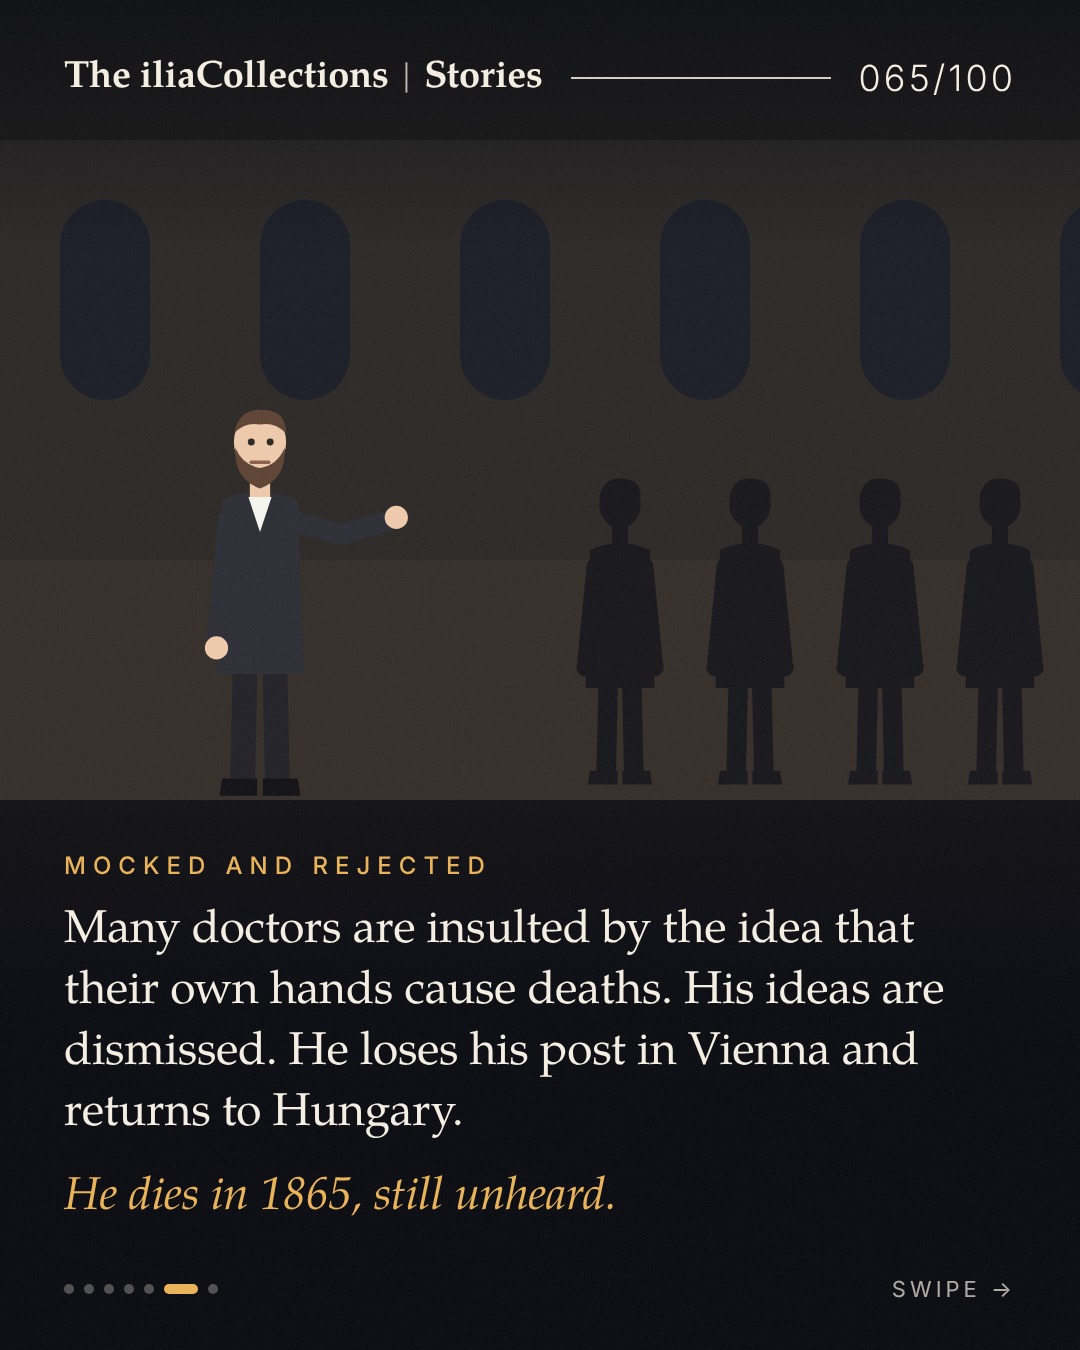 The iliaCollections | Stories 065/100
MOCKED AND REJECTED
Many doctors are insulted by the idea that
their own hands cause deaths. His ideas are
dismissed. He loses his post in Vienna and
returns to Hungary.
He dies in 1865, still unheard.
SWIPE →